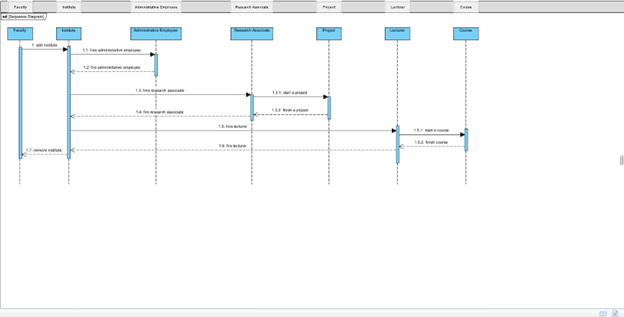 Faculty Institute Administrative Employee Research Associate Project Lecturer Course
[Sequence Diagram]
Faculty Institute Administrative Employee Research Associate Project Lecturer Course
1. add institute
1.1: hire administrative employee
1.2: fire administrative employee
1.3: hire research associate
1.3.1: start a project
1.3.2: finish a project
1.4: fire research associate
1.5: hire lecturer
1.5.1: start a course
1.5.2: finish course
1.6: fire lecturer
1.7: remove institute